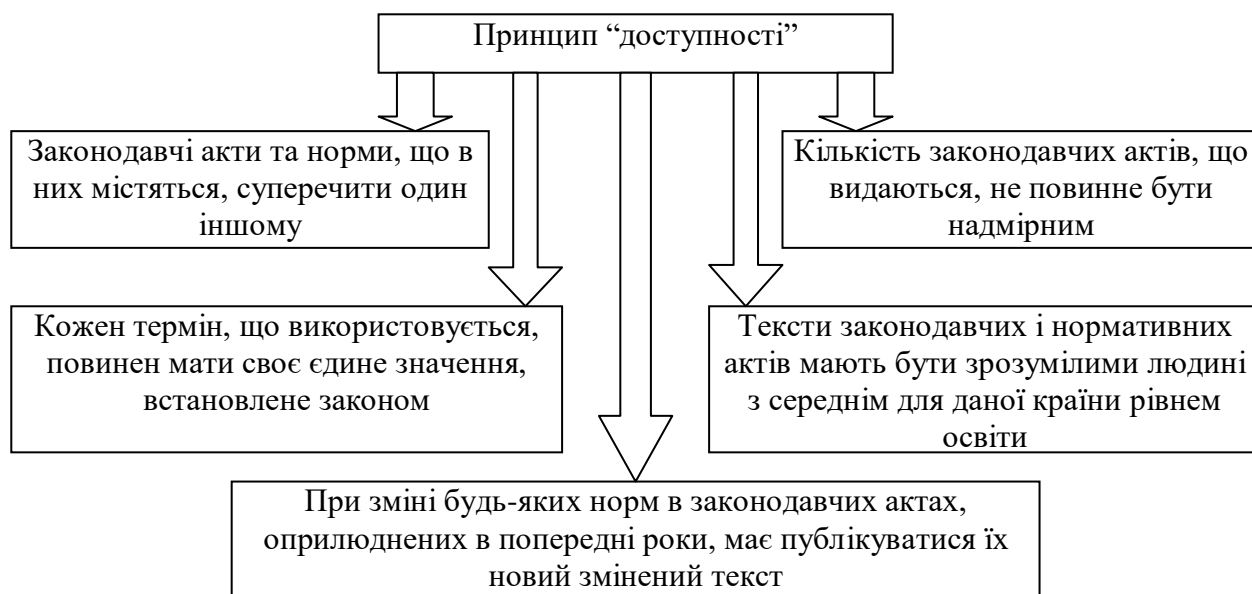 Принцип “доступності”
Законодавчі акти та норми, що в
них містяться, суперечити один
іншому
Кількість законодавчих актів, що
видаються, не повинне бути
надмірним
Кожен термін, що використовується,
повинен мати своє єдине значення,
встановлене законом
Тексти законодавчих і нормативних
актів мають бути зрозумілими людині
з середнім для даної країни рівнем
освіти
При зміні будь-яких норм в законодавчих актах,
оприлюднених в попередні роки, має публікуватися їх
новий змінений текст